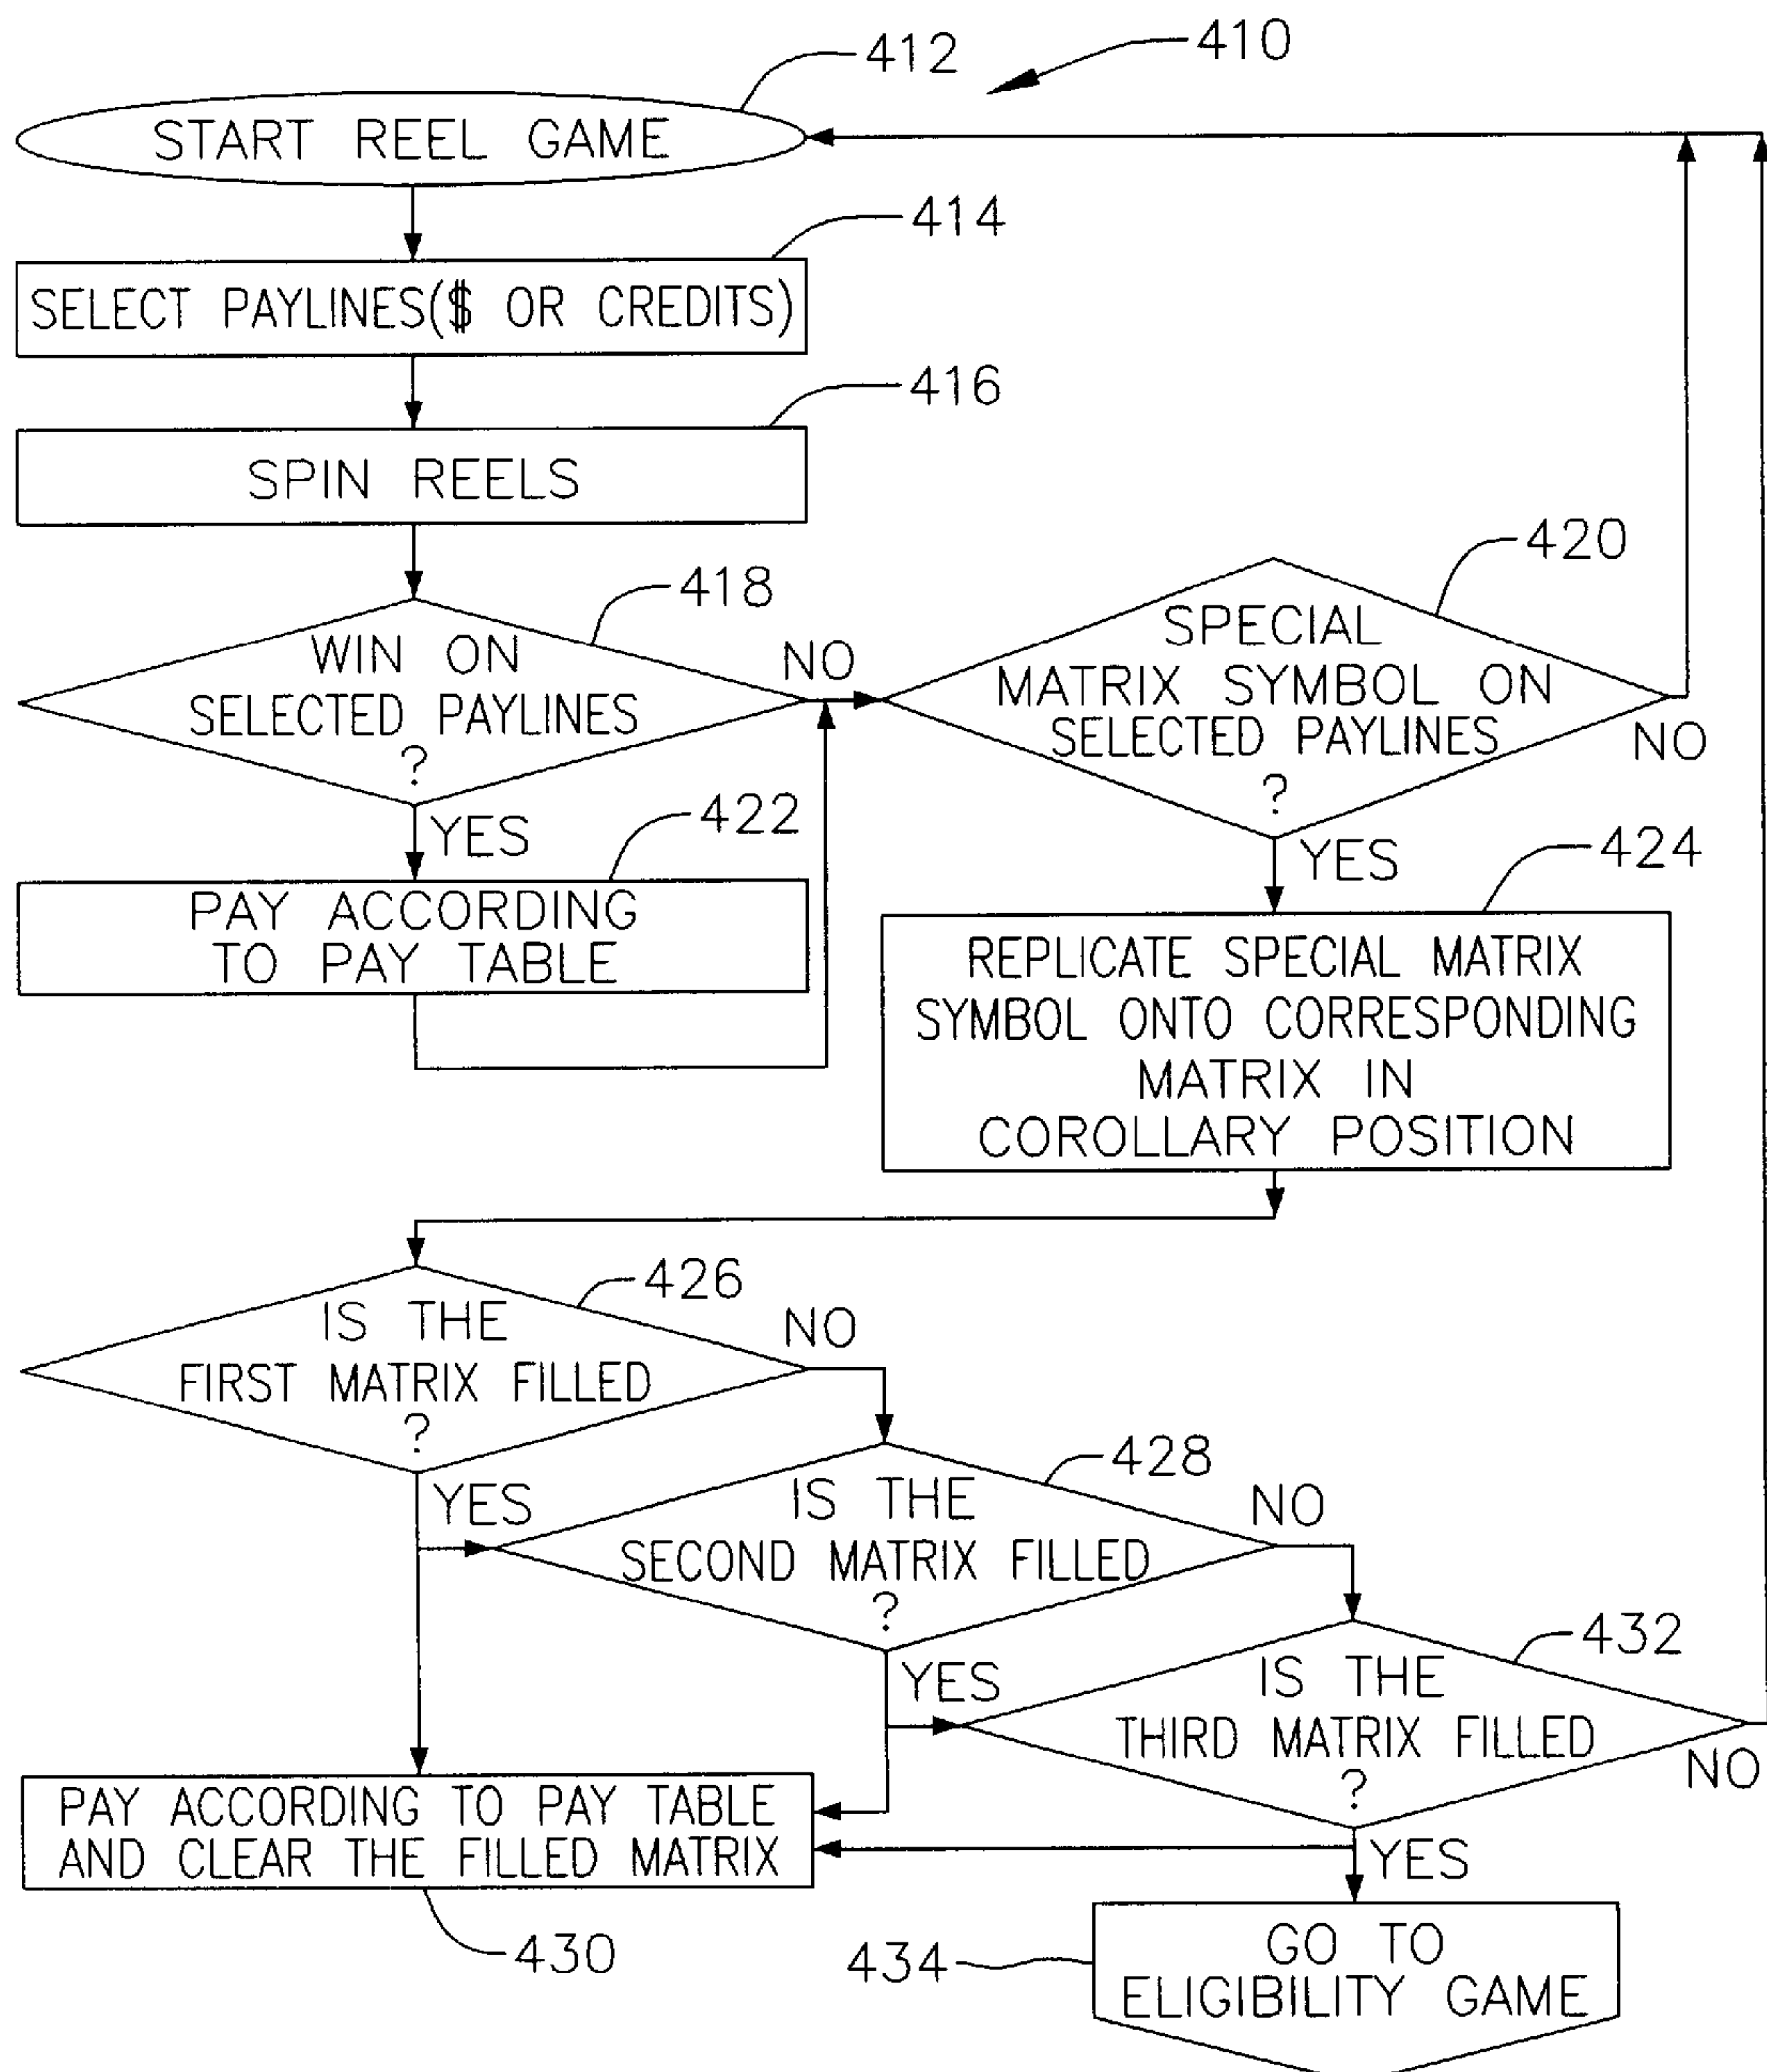 410
412
START REEL GAME
414
SELECT PAYLINES($ OR CREDITS)
416
SPIN REELS
418
WIN ON
SELECTED PAYLINES
?
NO
YES
420
SPECIAL
MATRIX SYMBOL ON
SELECTED PAYLINES
?
NO
YES
422
PAY ACCORDING
TO PAY TABLE
424
REPLICATE SPECIAL MATRIX
SYMBOL ONTO CORRESPONDING
MATRIX IN
COROLLARY POSITION
426
IS THE
FIRST MATRIX FILLED
?
NO
YES
428
IS THE
SECOND MATRIX FILLED
?
NO
YES
432
IS THE
THIRD MATRIX FILLED
?
NO
YES
PAY ACCORDING TO PAY TABLE
AND CLEAR THE FILLED MATRIX
430
434
GO TO
ELIGIBILITY GAME